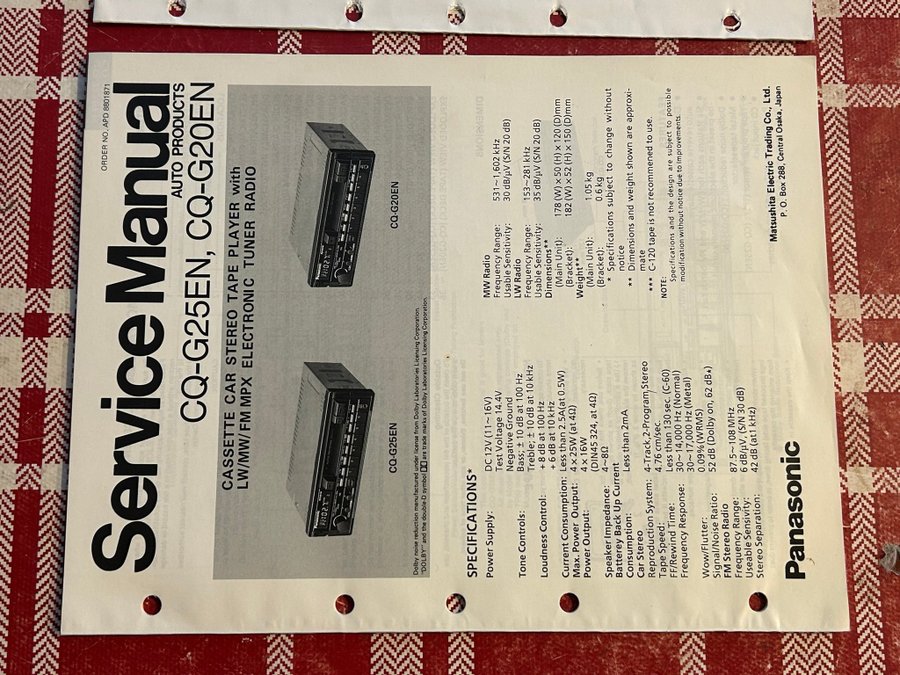 ORDER NO. APD 8801871
Service Manual
AUTO PRODUCTS
CQ-G25EN, CQ-G20EN
CASSETTE CAR STEREO TAPE PLAYER with
LW/MW/FM MPX ELECTRONIC TUNER RADIO
CQ-G25EN
CQ-G20EN
Dolby noise reduction manufactured under license from Dolby Laboratories Licensing Corporation.
"DOLBY" and the double-D symbol are trade marks of Dolby Laboratories Licensing Corporation.
SPECIFICATIONS*
Power Supply: DC 12V (11~16V)
Test Voltage 14.4V
Negative Ground
Tone Controls: Bass; ±10 dB at 100 Hz
Treble; ±10 dB at 10 kHz
Loudness Control: +8 dB at 100 Hz
+6 dB at 10 kHz
Current Consumption: Less than 2.5A(at 0.5W)
Max. Power Output: 4×25W (at 4Ω)
Power Output: 4×16W
(DIN45 324, at 4Ω)
Speaker Impedance: 4~8Ω
Batterey Back Up Current
Consumption: Less than 2mA
Car Stereo
Reproduction System: 4-Track, 2-Program, Stereo
Tape Speed: 4.76 cm/sec.
FF/Rewind Time: Less than 130 sec. (C-60)
Frequency Response: 30~14,000 Hz (Normal)
30~17,000 Hz (Metal)
Wow/Flutter: 0.09% (WRMS)
Signal/Noise Ratio: 52 dB (Dolby on, 62 dB)
FM Stereo Radio
Frequency Range: 87.5~108 MHz
Useable Sensitivity: 6 dB/μV, (S/N 30 dB)
Stereo Separation: 42 dB (at1 kHz)
MW Radio
Frequency Range: 531~1,602 kHz
Usable Sensitivity: 30 dB/μV (S/N 20 dB)
LW Radio
Frequency Range: 153~281 kHz
Usable Sensitivity: 35 dB/μV (S/N 20 dB)
Dimensions**
(Main Unit): 178 (W) × 50 (H) × 120 (D)mm
(Bracket): 182 (W) × 52 (H) × 150 (D)mm
Weight**
(Main Unit): 1.05 kg
(Bracket): 0.6 kg
* Specifications subject to change without
notice
** Dimensions and weight shown are approxi-
mate
*** C-120 tape is not recommended to use.
NOTE:
Specifications and the design are subject to possible
modification without notice due to improvements.
Panasonic
Matsushita Electric Trading Co., Ltd.
P. O. Box 288, Central Osaka, Japan